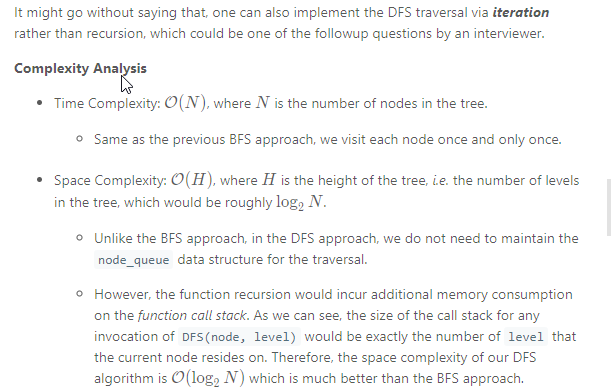 It might go without saying that, one can also implement the DFS traversal via iteration
rather than recursion, which could be one of the followup questions by an interviewer.
Complexity Analysis
• Time Complexity: O(N), where N is the number of nodes in the tree.
○ Same as the previous BFS approach, we visit each node once and only once.
• Space Complexity: O(H), where H is the height of the tree, i.e. the number of levels
in the tree, which would be roughly log₂ N.
○ Unlike the BFS approach, in the DFS approach, we do not need to maintain the
node_queue data structure for the traversal.
○ However, the function recursion would incur additional memory consumption
on the function call stack. As we can see, the size of the call stack for any
invocation of DFS(node, level) would be exactly the number of level that
the current node resides on. Therefore, the space complexity of our DFS
algorithm is O(log₂ N) which is much better than the BFS approach.